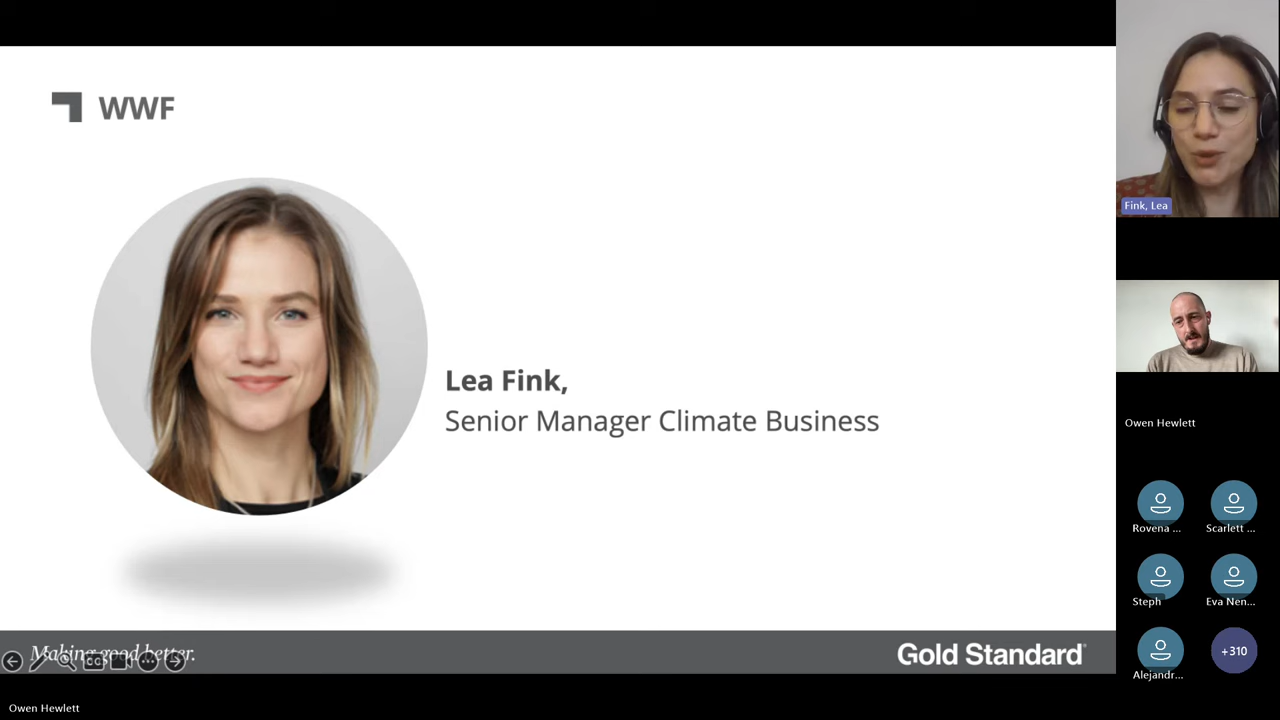 WWF
Lea Fink,
Senior Manager Climate Business
Making good better.
CC
Gold Standard
Fink, Lea
Owen Hewlett
Rovena ...
Scarlett ...
Steph
Eva Nen...
Alejandr...
+310
Owen Hewlett